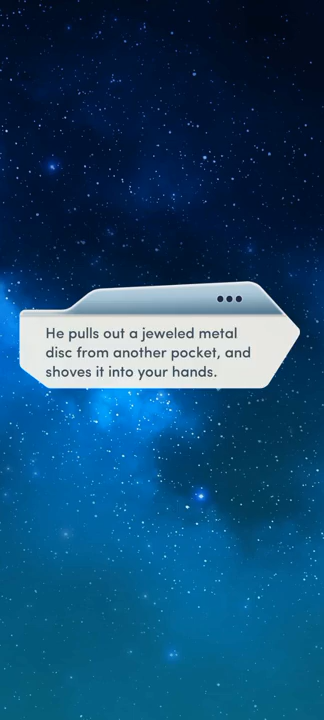 He pulls out a jeweled metal
disc from another pocket, and
shoves it into your hands.